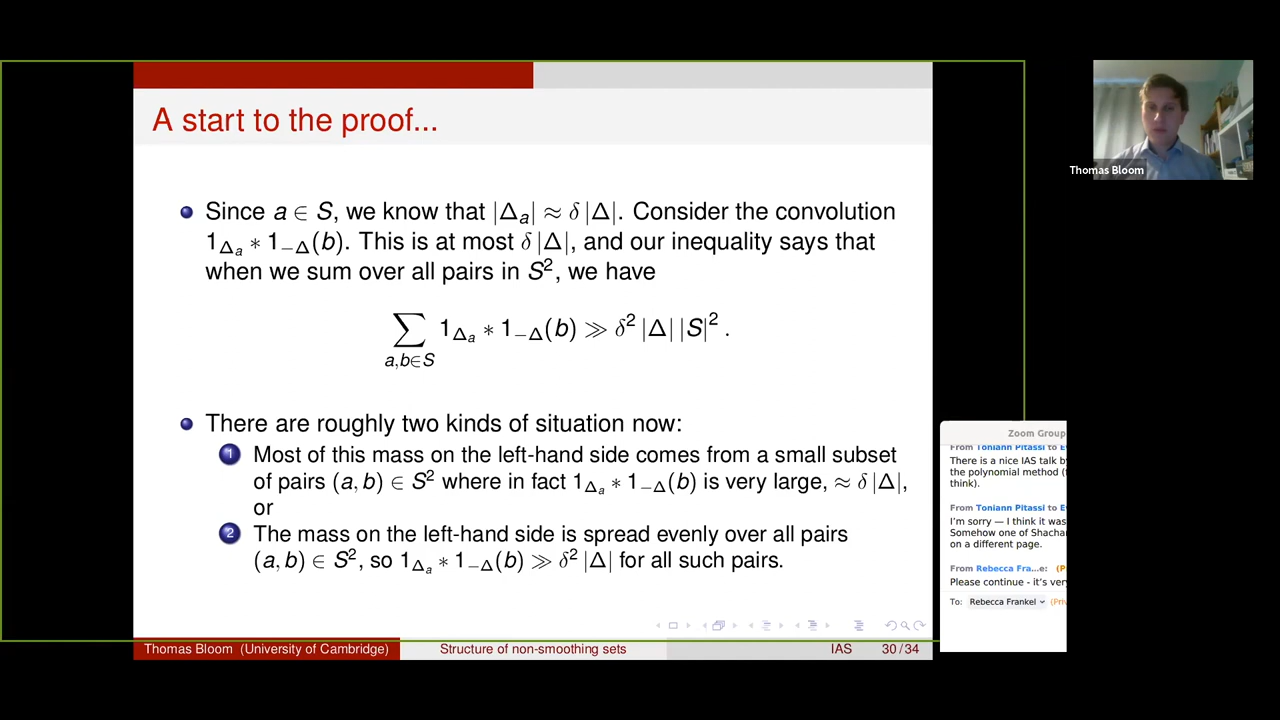 A start to the proof...
Since a ∈ S, we know that |Δₐ| ≈ δ |Δ|. Consider the convolution
1_{Δₐ} ∗ 1_{−Δ}(b). This is at most δ |Δ|, and our inequality says that
when we sum over all pairs in S², we have
∑_{a,b∈S} 1_{Δₐ} ∗ 1_{−Δ}(b) ≫ δ² |Δ| |S|² .
There are roughly two kinds of situation now:
1 Most of this mass on the left-hand side comes from a small subset
of pairs (a, b) ∈ S² where in fact 1_{Δₐ} ∗ 1_{−Δ}(b) is very large, ≈ δ |Δ|,
or
2 The mass on the left-hand side is spread evenly over all pairs
(a, b) ∈ S², so 1_{Δₐ} ∗ 1_{−Δ}(b) ≫ δ² |Δ| for all such pairs.
Thomas Bloom (University of Cambridge) Structure of non-smoothing sets IAS 30 / 34
Thomas Bloom
Zoom Group
From Toniann Pitassi to
There is a nice IAS talk
the polynomial method
think).
From Toniann Pitassi to
I'm sorry — I think it was
Somehow one of
on a different page.
From Rebecca Fra...e:
Please continue - it's
To: Rebecca Frankel